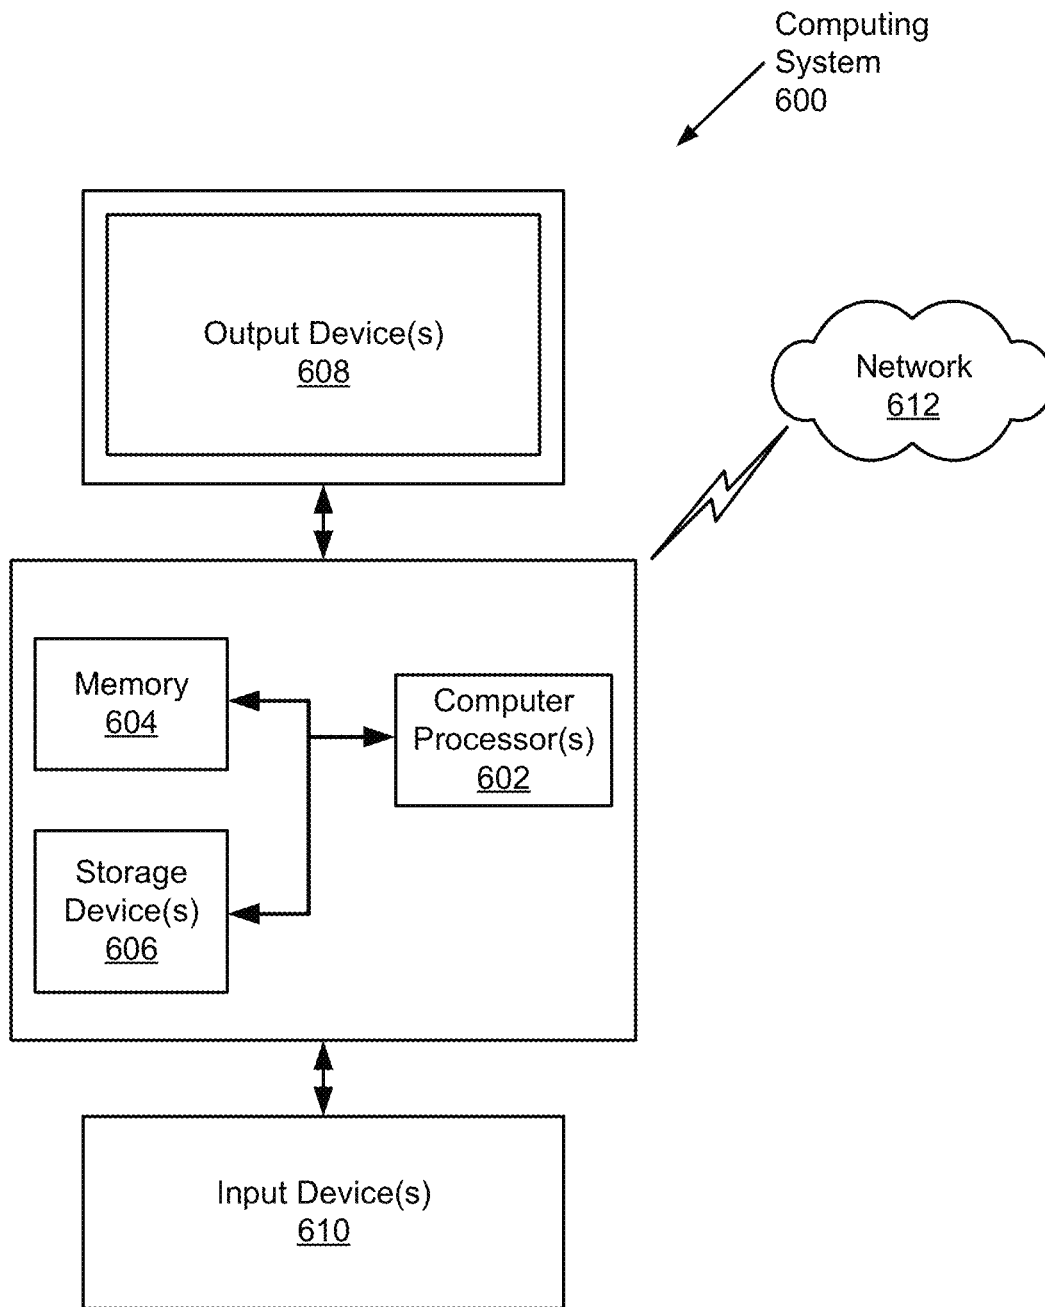 Computing
System
600
Output Device(s)
608
Network
612
Memory
604
Computer
Processor(s)
602
Storage
Device(s)
606
Input Device(s)
610